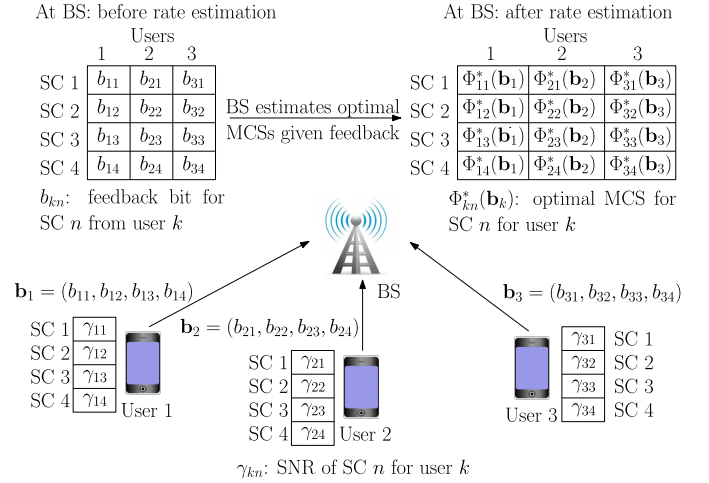 At BS: before rate estimation
Users
1 2 3
SC 1 b₁₁ b₂₁ b₃₁
SC 2 b₁₂ b₂₂ b₃₂
SC 3 b₁₃ b₂₃ b₃₃
SC 4 b₁₄ b₂₄ b₃₄
bₖₙ: feedback bit for
SC n from user k
BS estimates optimal
MCSs given feedback
At BS: after rate estimation
Users
1 2 3
SC 1 Φ*₁₁(b₁) Φ*₂₁(b₂) Φ*₃₁(b₃)
SC 2 Φ*₁₂(b₁) Φ*₂₂(b₂) Φ*₃₂(b₃)
SC 3 Φ*₁₃(b₁) Φ*₂₃(b₂) Φ*₃₃(b₃)
SC 4 Φ*₁₄(b₁) Φ*₂₄(b₂) Φ*₃₄(b₃)
Φ*ₖₙ(bₖ): optimal MCS for
SC n for user k
BS
b₁ = (b₁₁, b₁₂, b₁₃, b₁₄)
SC 1 γ₁₁
SC 2 γ₁₂
SC 3 γ₁₃
SC 4 γ₁₄
User 1
b₂ = (b₂₁, b₂₂, b₂₃, b₂₄)
SC 1 γ₂₁
SC 2 γ₂₂
SC 3 γ₂₃
SC 4 γ₂₄
User 2
b₃ = (b₃₁, b₃₂, b₃₃, b₃₄)
γ₃₁ SC 1
γ₃₂ SC 2
γ₃₃ SC 3
γ₃₄ SC 4
User 3
γₖₙ: SNR of SC n for user k